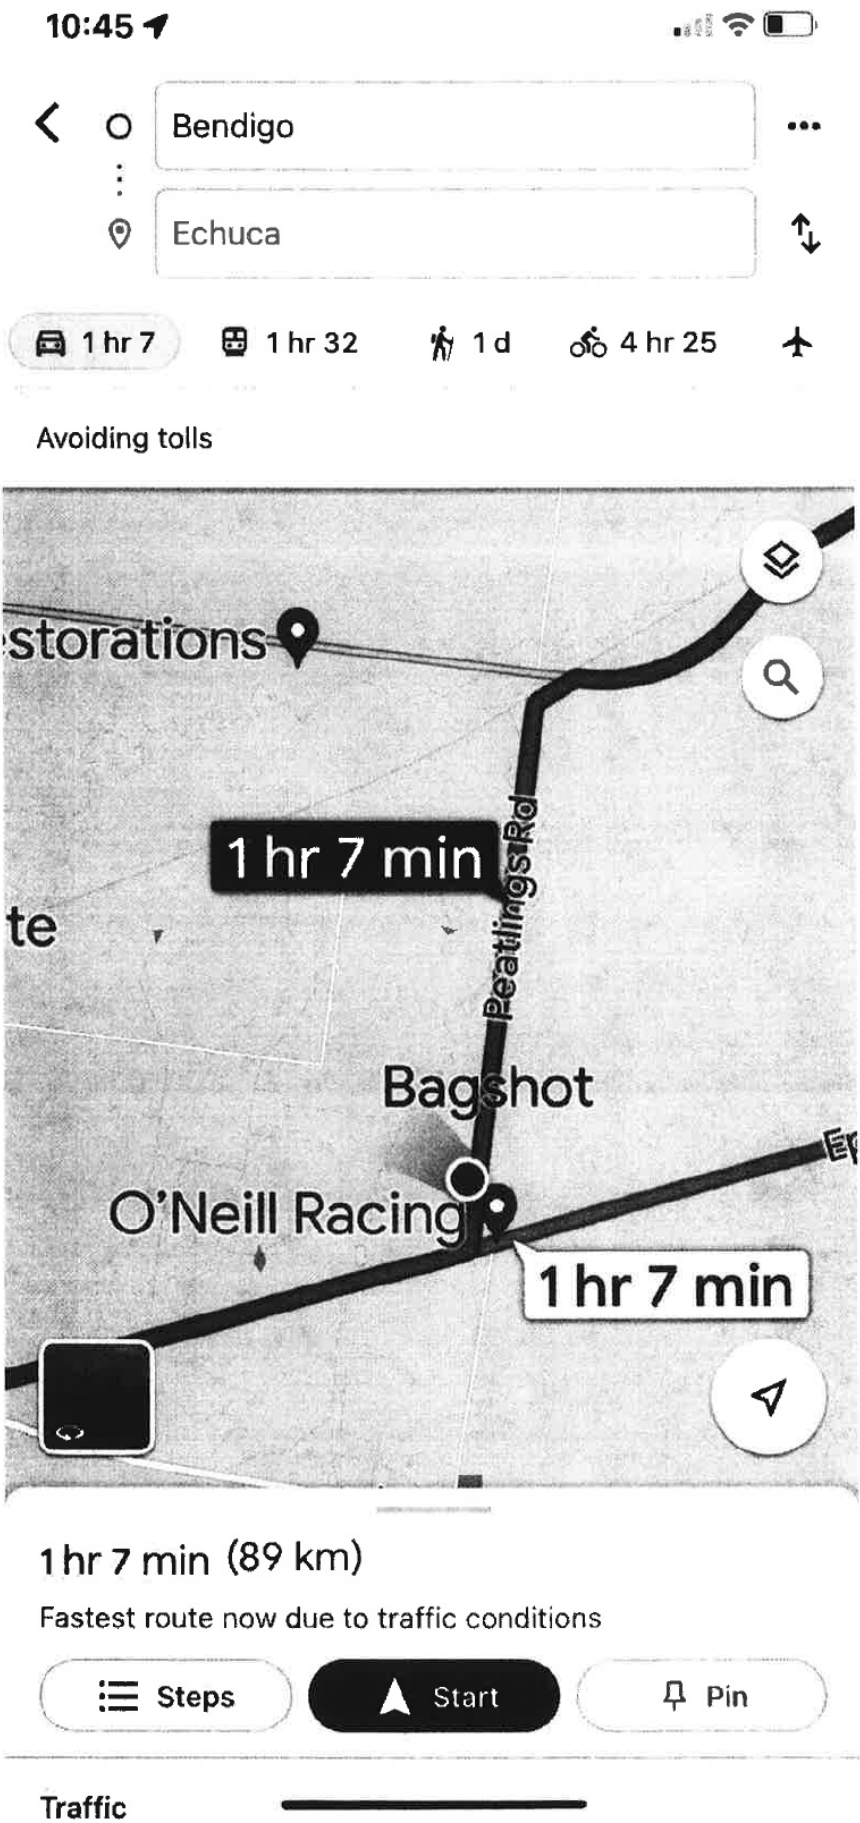 10:45
Bendigo
Echuca
1 hr 7
1 hr 32
1 d
4 hr 25
Avoiding tolls
storations
1 hr 7 min
Peatlings Rd
te
Bagshot
Ep
O'Neill Racing
1 hr 7 min
1 hr 7 min (89 km)
Fastest route now due to traffic conditions
Steps
Start
Pin
Traffic